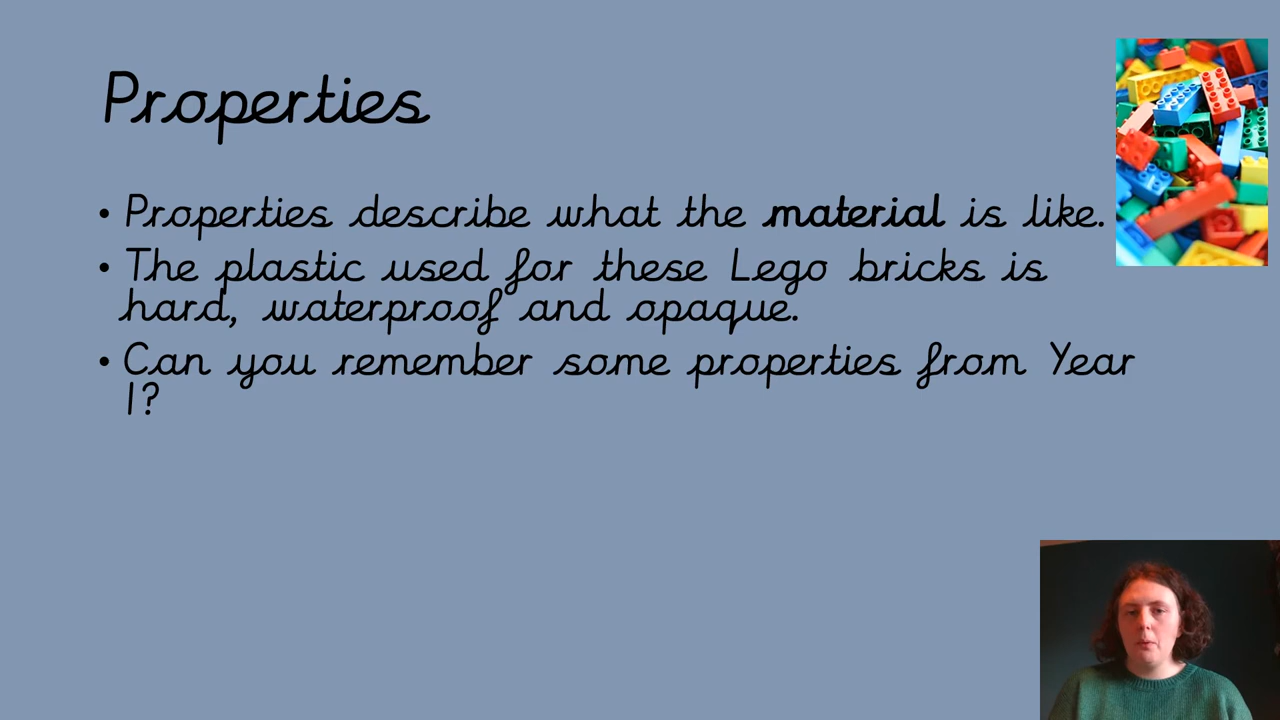 Properties
• Properties describe what the material is like.
• The plastic used for these Lego bricks is
hard, waterproof and opaque.
• Can you remember some properties from Year
1?